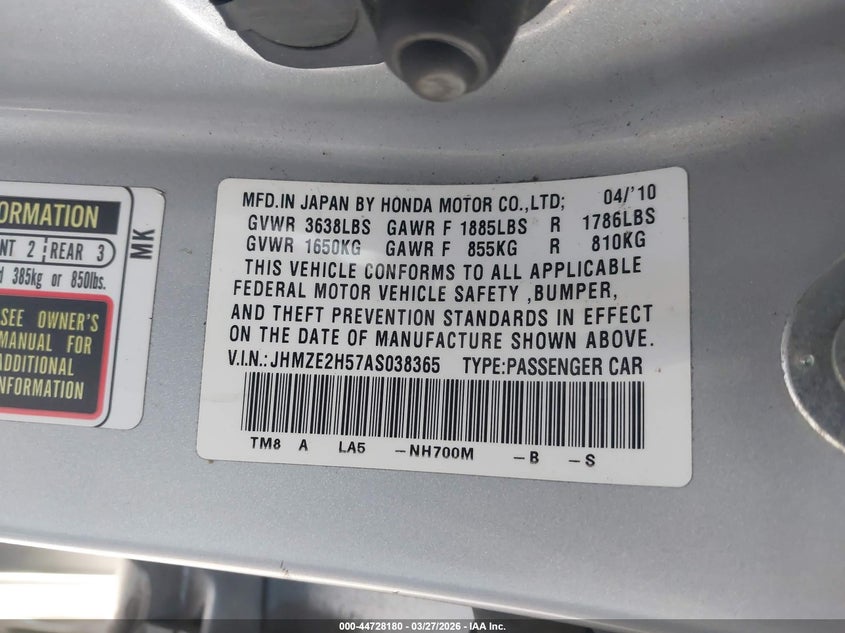 ORMATION
NT 2 REAR 3
d 385kg or 850lbs.
SEE OWNER'S
MANUAL FOR
ADDITIONAL
INFORMATION
MK
MFD.IN JAPAN BY HONDA MOTOR CO.,LTD; 04/'10
GVWR 3638LBS GAWR F 1885LBS R 1786LBS
GVWR 1650KG GAWR F 855KG R 810KG
THIS VEHICLE CONFORMS TO ALL APPLICABLE
FEDERAL MOTOR VEHICLE SAFETY ,BUMPER,
AND THEFT PREVENTION STANDARDS IN EFFECT
ON THE DATE OF MANUFACTURE SHOWN ABOVE.
V.I.N.: JHMZE2H57AS038365 TYPE:PASSENGER CAR
TM8 A LA5 -NH700M -B -S
000-44728180 - 03/27/2026 - IAA Inc.